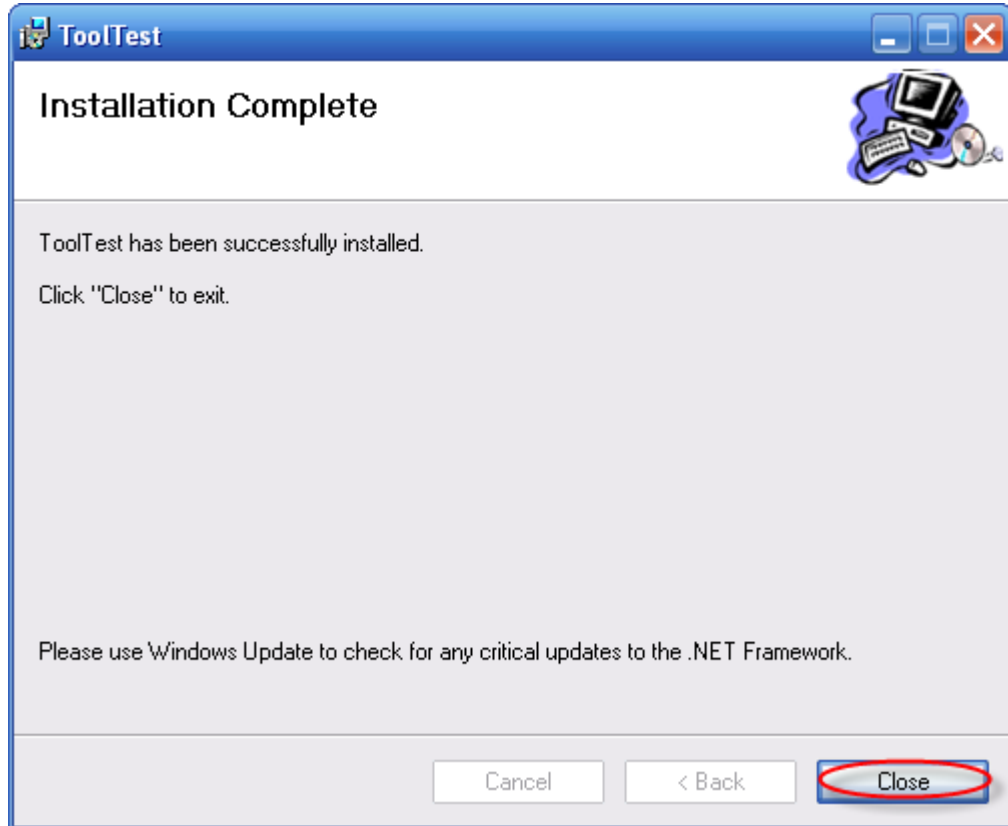 ToolTest
Installation Complete
ToolTest has been successfully installed.
Click "Close" to exit.
Please use Windows Update to check for any critical updates to the .NET Framework.
Cancel
< Back
Close